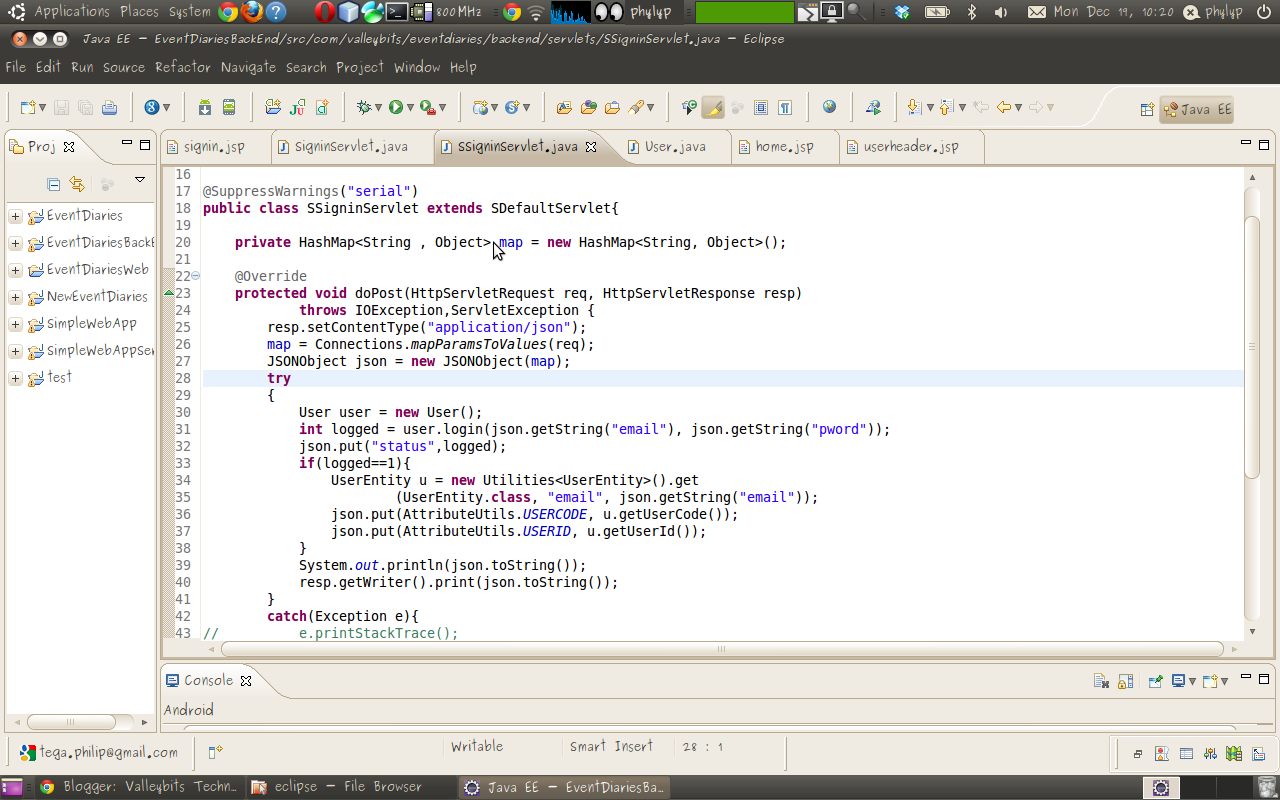 Applications Places System 800 MHz Phylyp Mon Dec 19, 10:20 Phylyp
Java EE - EventDiariesBackEnd/src/com/valleybits/eventdiaries/backend/servlets/SSigninServlet.java - Eclipse
File Edit Run Source Refactor Navigate Search Project Window Help
Java EE
Proj signin.jsp SigninServlet.java SSigninServlet.java User.java home.jsp userheader.jsp
EventDiaries
EventDiariesBackE
EventDiariesWeb
NewEventDiaries
SimpleWebApp
SimpleWebAppSer
test
16
17 @SuppressWarnings("serial")
18 public class SSigninServlet extends SDefaultServlet{
19
20 private HashMap<String , Object> map = new HashMap<String, Object>();
21
22 @Override
23 protected void doPost(HttpServletRequest req, HttpServletResponse resp)
24 throws IOException,ServletException {
25 resp.setContentType("application/json");
26 map = Connections.mapParamsToValues(req);
27 JSONObject json = new JSONObject(map);
28 try
29 {
30 User user = new User();
31 int logged = user.login(json.getString("email"), json.getString("pword"));
32 json.put("status",logged);
33 if(logged==1){
34 UserEntity u = new Utilities<UserEntity>().get
35 (UserEntity.class, "email", json.getString("email"));
36 json.put(AttributeUtils.USERCODE, u.getUserCode());
37 json.put(AttributeUtils.USERID, u.getUserId());
38 }
39 System.out.println(json.toString());
40 resp.getWriter().print(json.toString());
41 }
42 catch(Exception e){
43 // e.printStackTrace();
Console
Android
tega.philip@gmail.com Writable Smart Insert 28 : 1
Blogger: Valleybits Techn... eclipse - File Browser Java EE - EventDiariesBa...